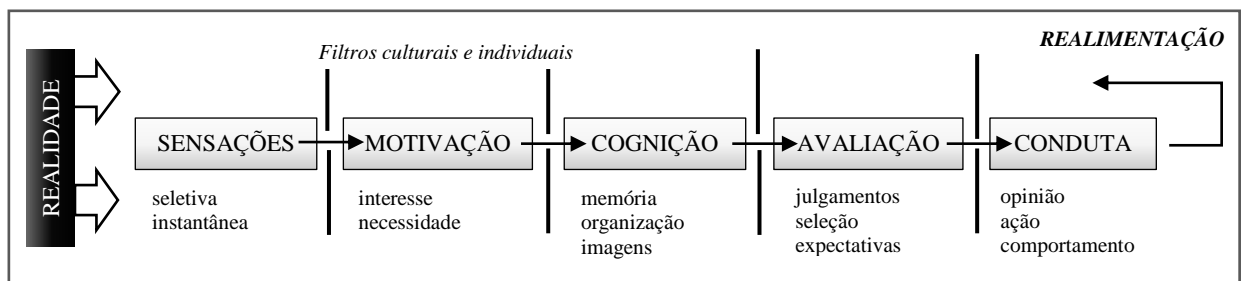 REALIMENTAÇÃO
Filtros culturais e individuais
REALIDADE
SENSAÇÕES
MOTIVAÇÃO
COGNIÇÃO
AVALIAÇÃO
CONDUTA
seletiva
instantânea
interesse
necessidade
memória
organização
imagens
julgamentos
seleção
expectativas
opinião
ação
comportamento